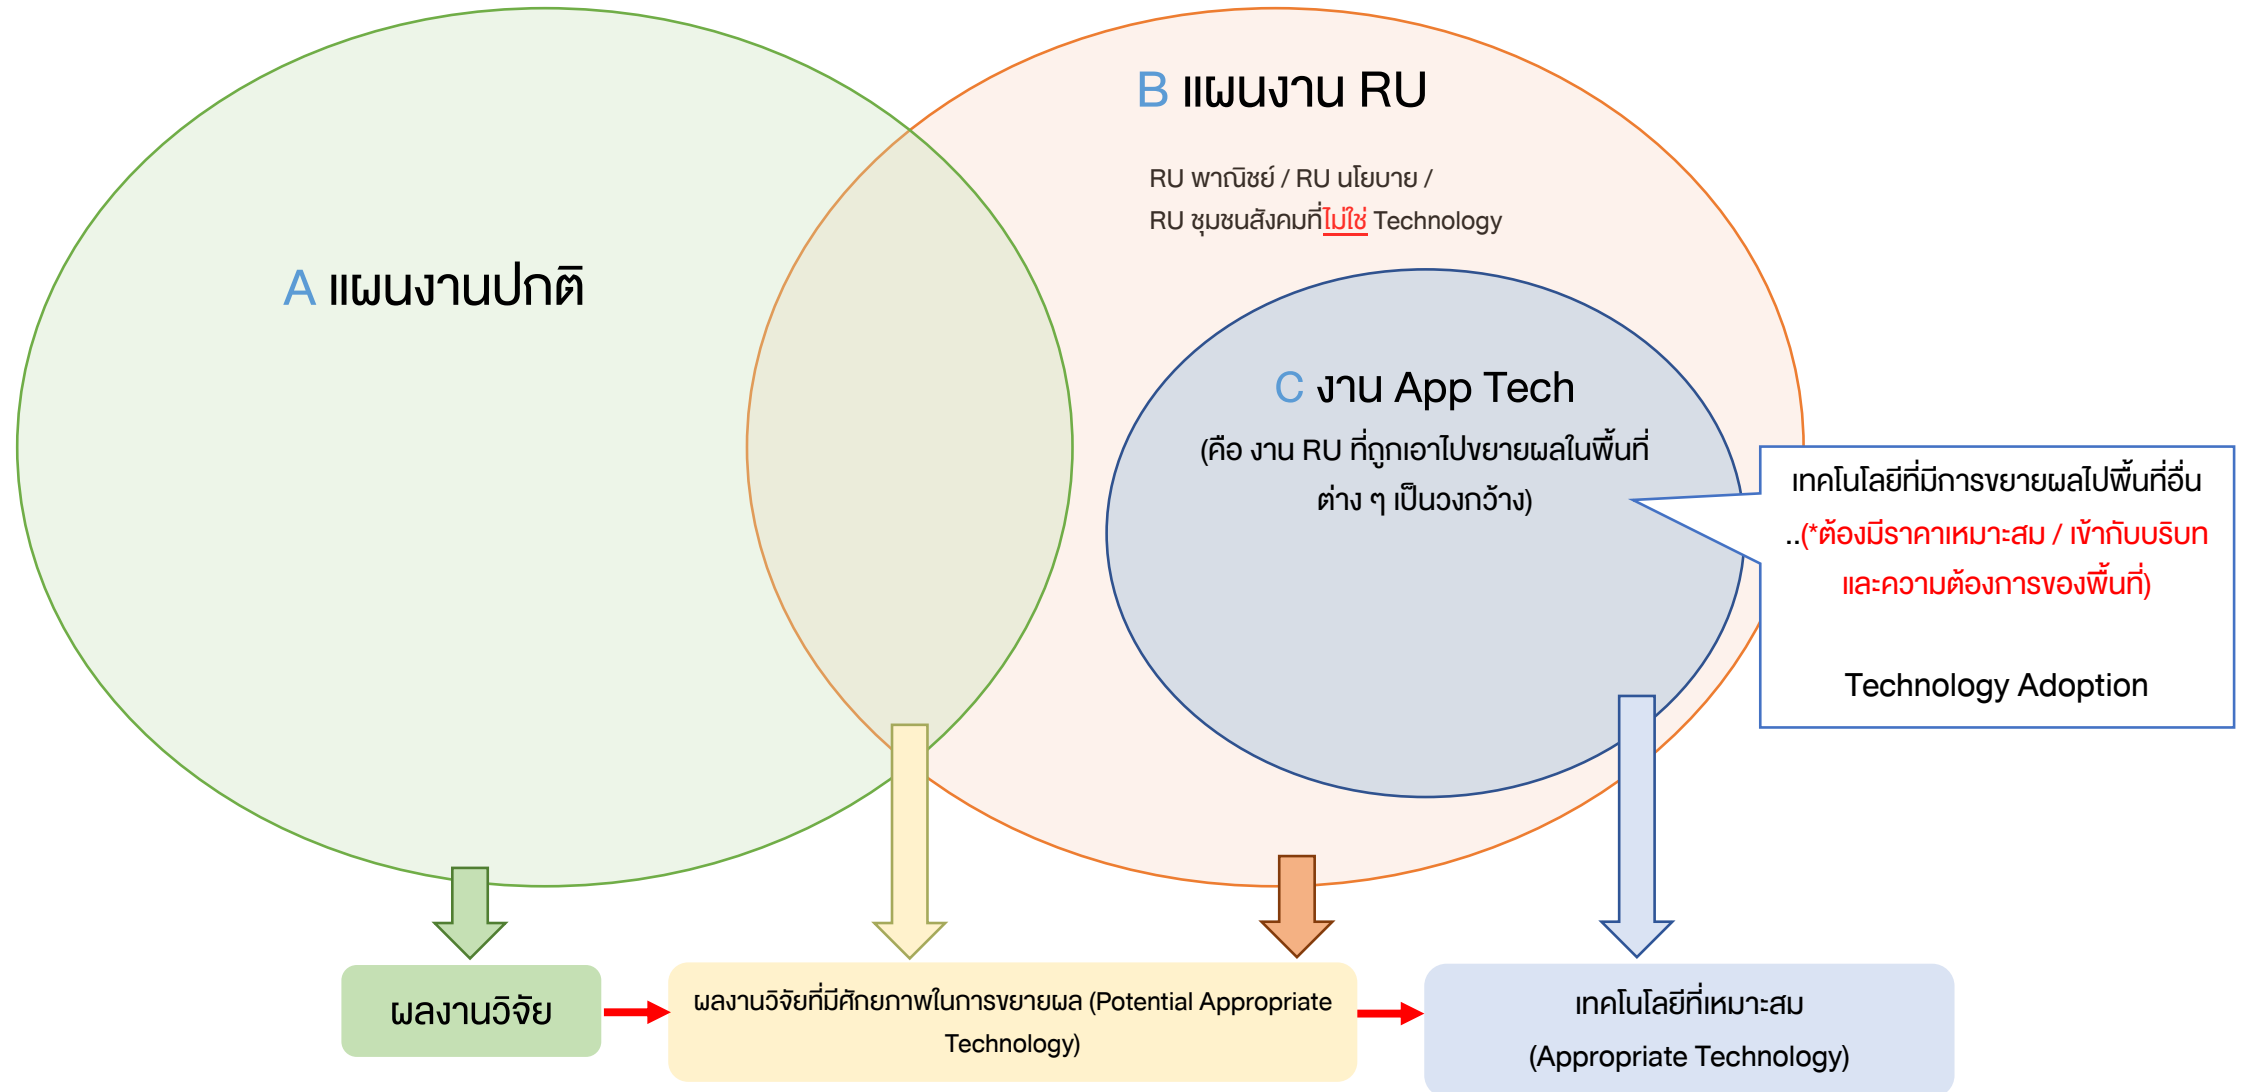 B แผนงาน RU
RU พาณิชย์ / RU นโยบาย /
RU ชุมชนสังคมที่ไม่ใช่ Technology
A แผนงานปกติ
C งาน App Tech
(คือ งาน RU ที่ถูกเอาไปขยายผลในพื้นที่
ต่าง ๆ เป็นวงกว้าง)
เทคโนโลยีที่มีการขยายผลไปพื้นที่อื่น
..(*ต้องมีราคาเหมาะสม / เข้ากับบริบท
และความต้องการของพื้นที่)
Technology Adoption
ผลงานวิจัย
ผลงานวิจัยที่มีศักยภาพในการขยายผล (Potential Appropriate
Technology)
เทคโนโลยีที่เหมาะสม
(Appropriate Technology)